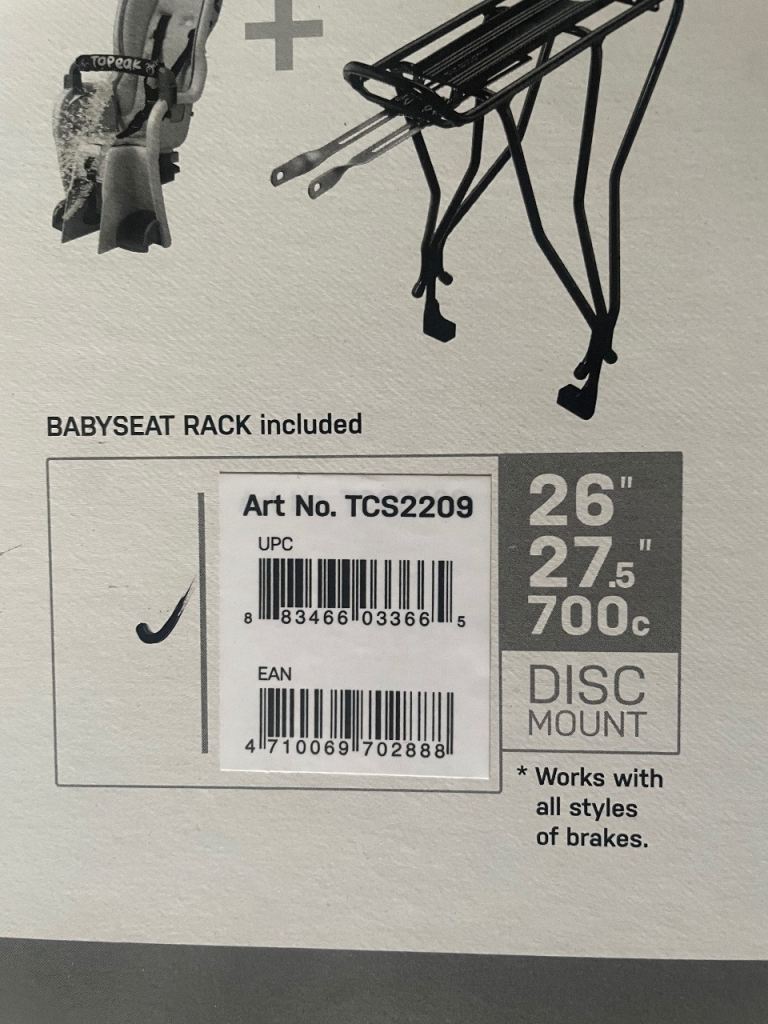 TOPEAK
+
BABYSEAT RACK included
Art No. TCS2209
UPC
8 83466 03366 5
EAN
4 710069 702888
26"
27.5"
700c
DISC
MOUNT
* Works with
all styles
of brakes.